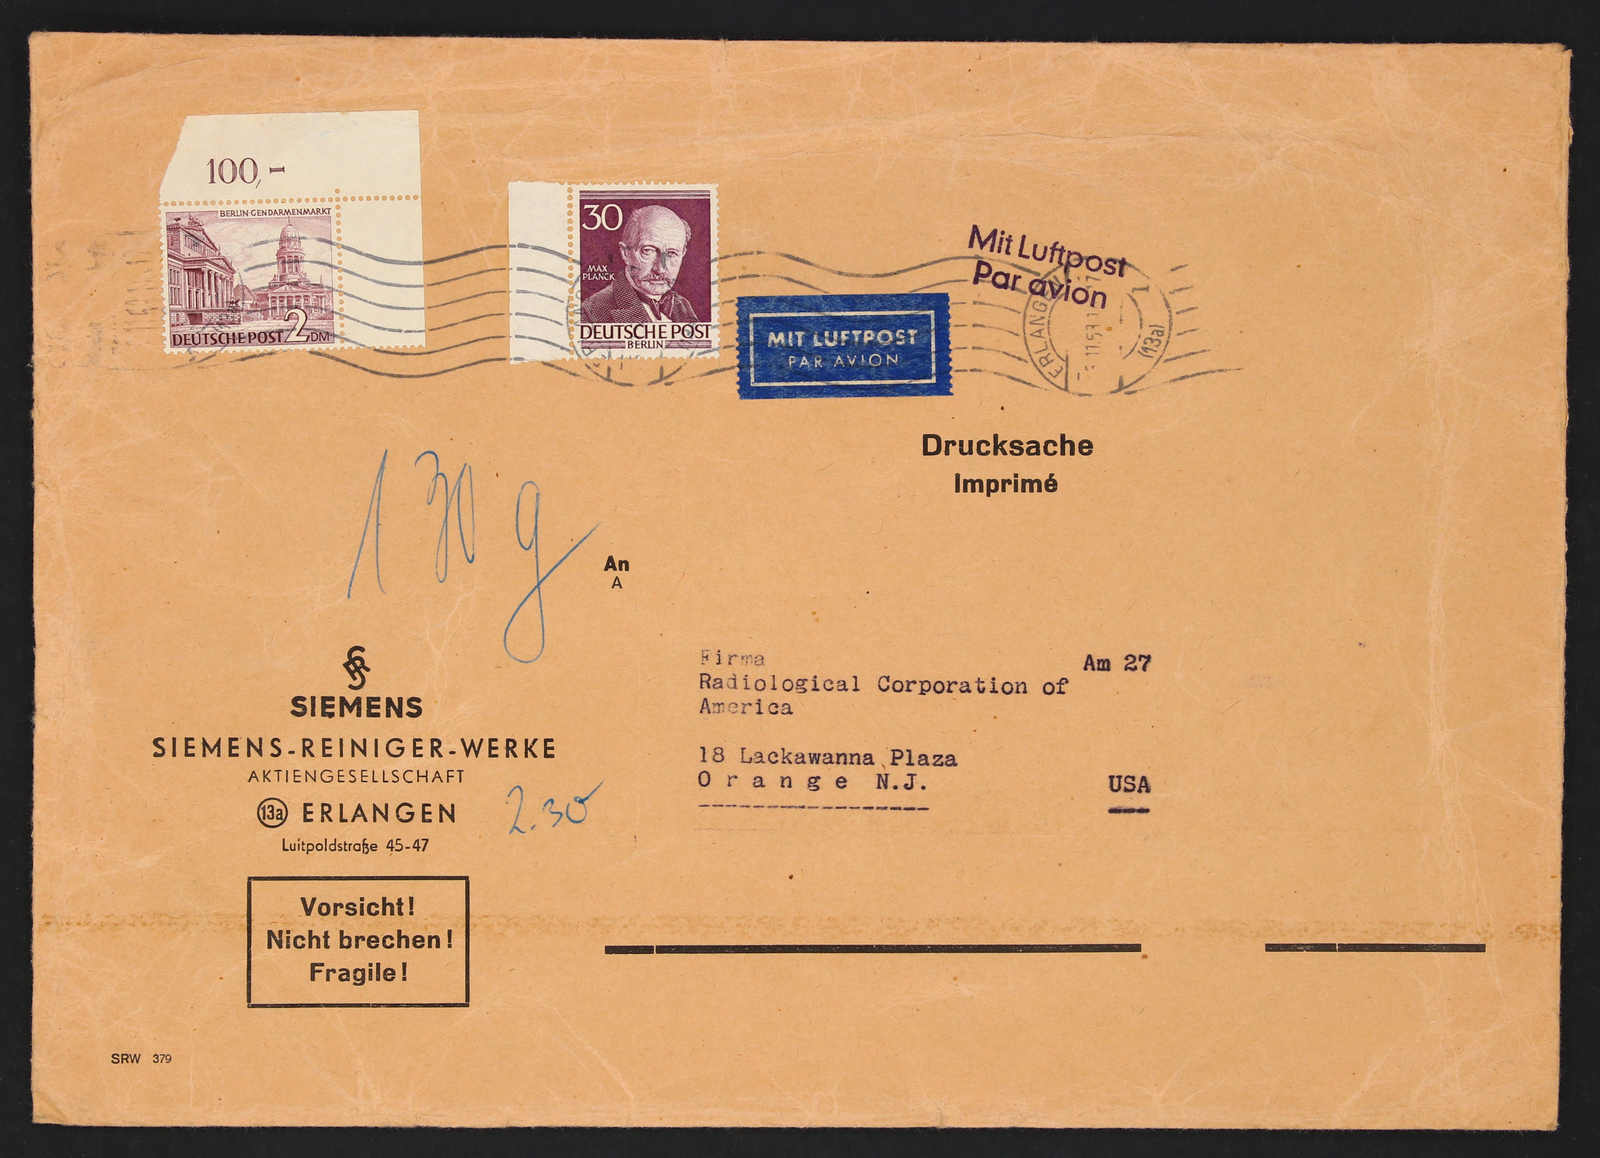 100,-
BERLIN·GENDARMENMARKT
DEUTSCHE POST 2 DM
30
MAX
PLANCK
DEUTSCHE POST
BERLIN
Mit Luftpost
Par avion
MIT LUFTPOST
PAR AVION
ERLANGEN
11.53
(13a)
1
Drucksache
Imprimé
130 g
An
A
Firma
Am 27
Radiological Corporation of
America
18 Lackawanna Plaza
Orange N.J.
USA
SIEMENS
SIEMENS-REINIGER-WERKE
AKTIENGESELLSCHAFT
13a ERLANGEN
Luitpoldstraße 45-47
2.30
Vorsicht!
Nicht brechen!
Fragile!
SRW 379